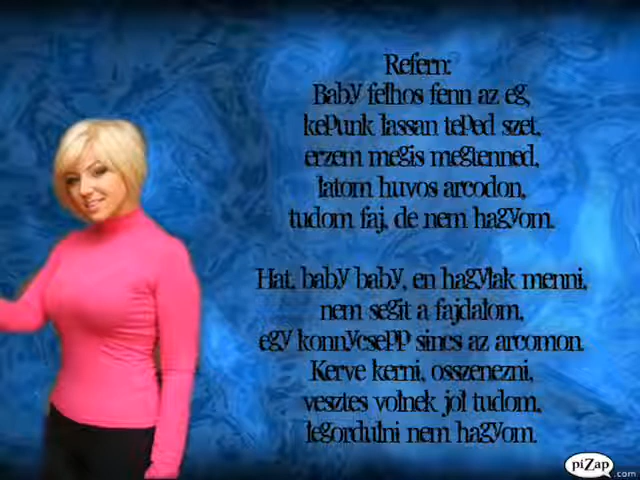 Refern:
Baby felhos fenn az eg,
kepunk lassan teped szet,
erzem megis megtenned,
latom huvos arcodon,
tudom faj, de nem hagyom.
Hat, baby baby, en hagylak menni,
nem segit a fajdalom,
egy konnycsepp sincs az arcomon.
Kerve kerni, osszenezni,
vesztes volnek jol tudom,
legordulni nem hagyom.
piZap
.com